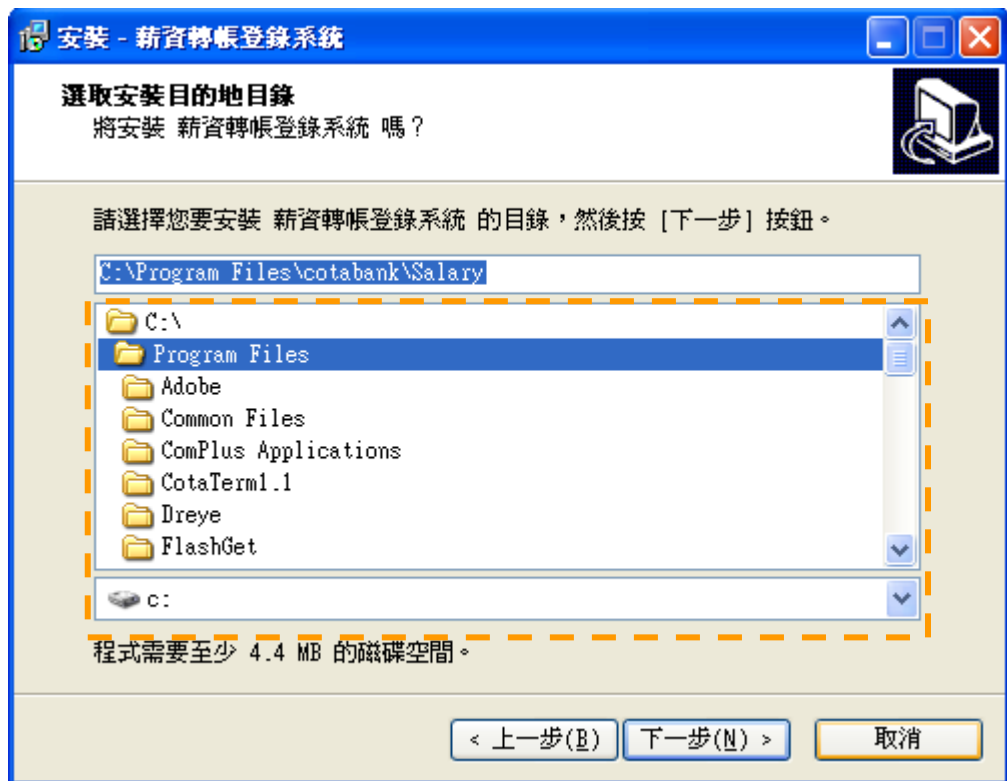 安裝 - 薪資轉帳登錄系統
選取安裝目的地目錄
將安裝 薪資轉帳登錄系統 嗎？
請選擇您要安裝 薪資轉帳登錄系統 的目錄，然後按 [下一步] 按鈕。
C:\Program Files\cotabank\Salary
C:\
Program Files
Adobe
Common Files
ComPlus Applications
CotaTerm1.1
Dreye
FlashGet
c:
程式需要至少 4.4 MB 的磁碟空間。
< 上一步(B) 下一步(N) > 取消